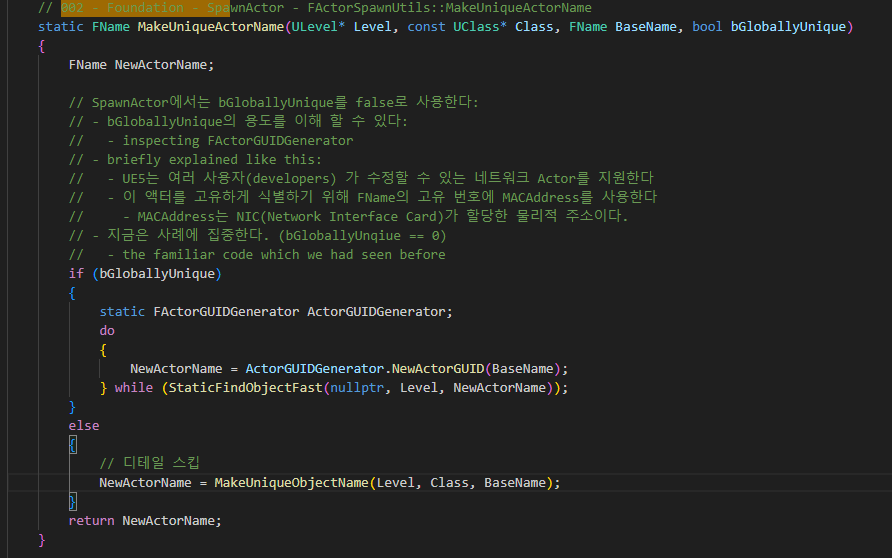 // 002 - Foundation - SpawnActor - FActorSpawnUtils::MakeUniqueActorName
static FName MakeUniqueActorName(ULevel* Level, const UClass* Class, FName BaseName, bool bGloballyUnique)
{
FName NewActorName;
// SpawnActor에서는 bGloballyUnique를 false로 사용한다:
// - bGloballyUnique의 용도를 이해 할 수 있다:
//   - inspecting FActorGUIDGenerator
// - briefly explained like this:
//   - UE5는 여러 사용자(developers) 가 수정할 수 있는 네트워크 Actor를 지원한다
//   - 이 액터를 고유하게 식별하기 위해 FName의 고유 번호에 MACAddress를 사용한다
//     - MACAddress는 NIC(Network Interface Card)가 할당한 물리적 주소이다.
// - 지금은 사례에 집중한다. (bGloballyUnqiue == 0)
//   - the familiar code which we had seen before
if (bGloballyUnique)
{
static FActorGUIDGenerator ActorGUIDGenerator;
do
{
NewActorName = ActorGUIDGenerator.NewActorGUID(BaseName);
} while (StaticFindObjectFast(nullptr, Level, NewActorName));
}
else
{
// 디테일 스킵
NewActorName = MakeUniqueObjectName(Level, Class, BaseName);
}
return NewActorName;
}